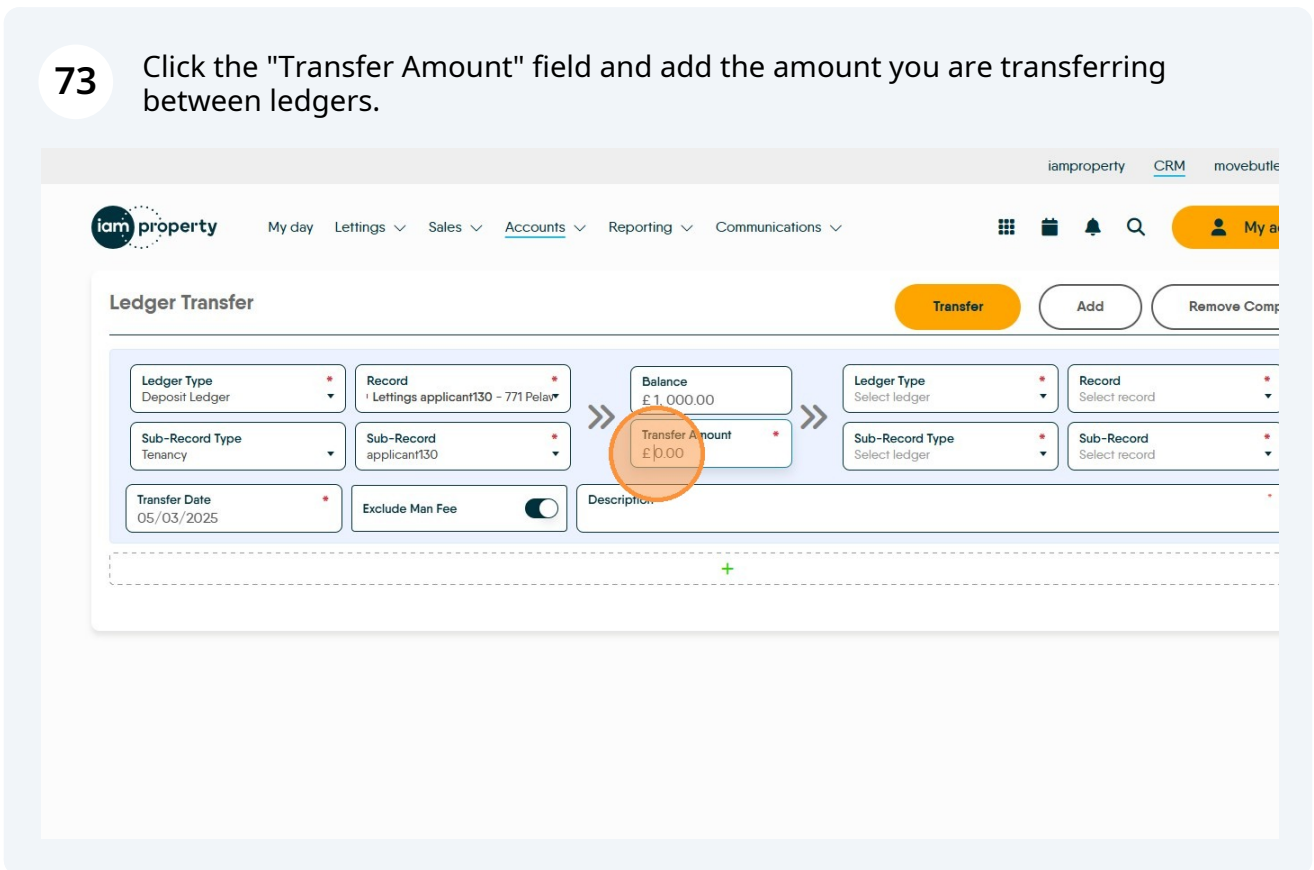 73
Click the "Transfer Amount" field and add the amount you are transferring
between ledgers.
iamproperty CRM movebutle
iam property My day Lettings Sales Accounts Reporting Communications My a
Ledger Transfer Transfer Add Remove Comp
Ledger Type * Record * Balance Ledger Type * Record *
Deposit Ledger Lettings applicant130 - 771 Pelaw £1,000.00 Select ledger Select record
Sub-Record Type Sub-Record * Transfer Amount * Sub-Record Type * Sub-Record *
Tenancy applicant130 £0.00 Select ledger Select record
Transfer Date * Exclude Man Fee Description *
05/03/2025
+